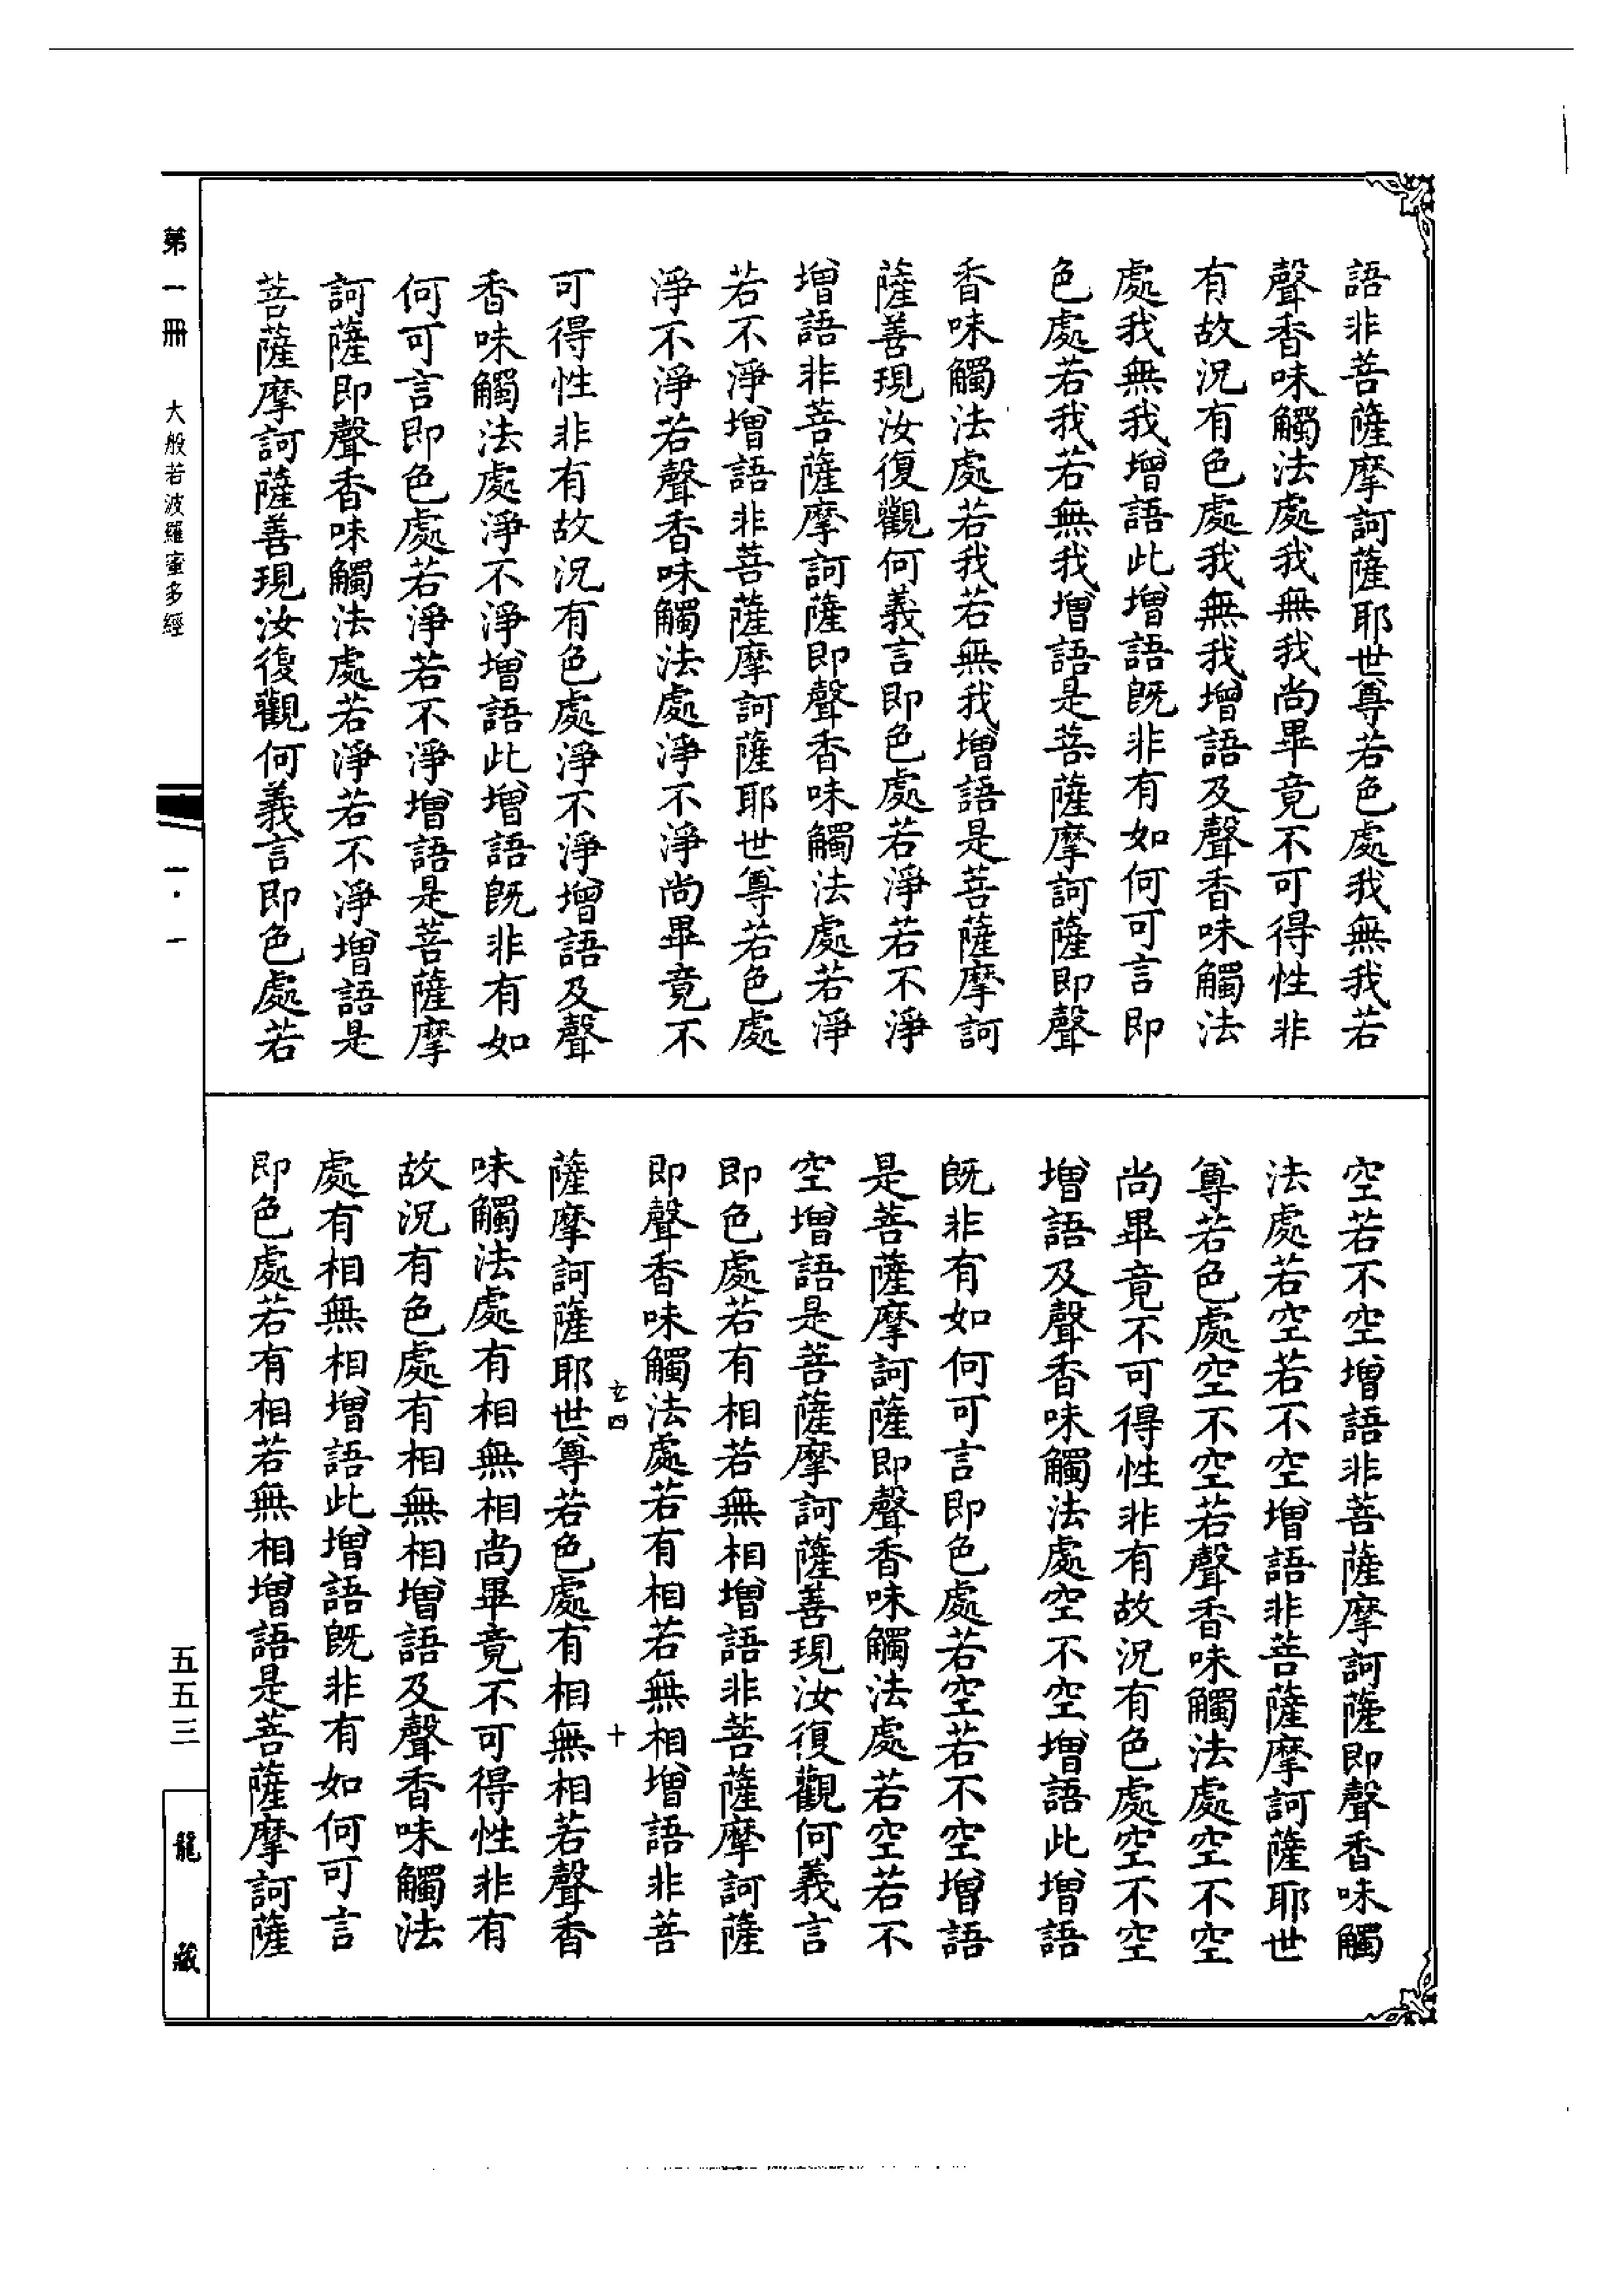 語非菩薩摩訶薩耶世尊若色處我無我若
聲香味觸法處我無我尚畢竟不可得性非
有故況有色處我無我增語及聲香味觸法
處我無我增語此增語既非有如何可言即
色處若我若無我增語是菩薩摩訶薩即聲
香味觸法處若我若無我增語是菩薩摩訶
薩善現汝復觀何義言即色處若淨若不淨
增語非菩薩摩訶薩即聲香味觸法處若淨
若不淨增語非菩薩摩訶薩耶世尊若色處
淨不淨若聲香味觸法處淨不淨尚畢竟不
可得性非有故況有色處淨不淨增語及聲
香味觸法處淨不淨增語此增語既非有如
何可言即色處若淨若不淨增語是菩薩摩
訶薩即聲香味觸法處若淨若不淨增語是
菩薩摩訶薩善現汝復觀何義言即色處若
空若不空增語非菩薩摩訶薩即聲香味觸
法處若空若不空增語非菩薩摩訶薩耶世
尊若色處空不空若聲香味觸法處空不空
尚畢竟不可得性非有故況有色處空不空
增語及聲香味觸法處空不空增語此增語
既非有如何可言即色處若空若不空增語
是菩薩摩訶薩即聲香味觸法處若空若不
空增語是菩薩摩訶薩善現汝復觀何義言
即色處若有相若無相增語非菩薩摩訶薩
即聲香味觸法處若有相若無相增語非菩
玄四 十
薩摩訶薩耶世尊若色處有相無相若聲香
味觸法處有相無相尚畢竟不可得性非有
故況有色處有相無相增語及聲香味觸法
處有相無相增語此增語既非有如何可言
即色處若有相若無相增語是菩薩摩訶薩
第一冊 大般若波羅蜜多經
一·一
五五三
龍藏